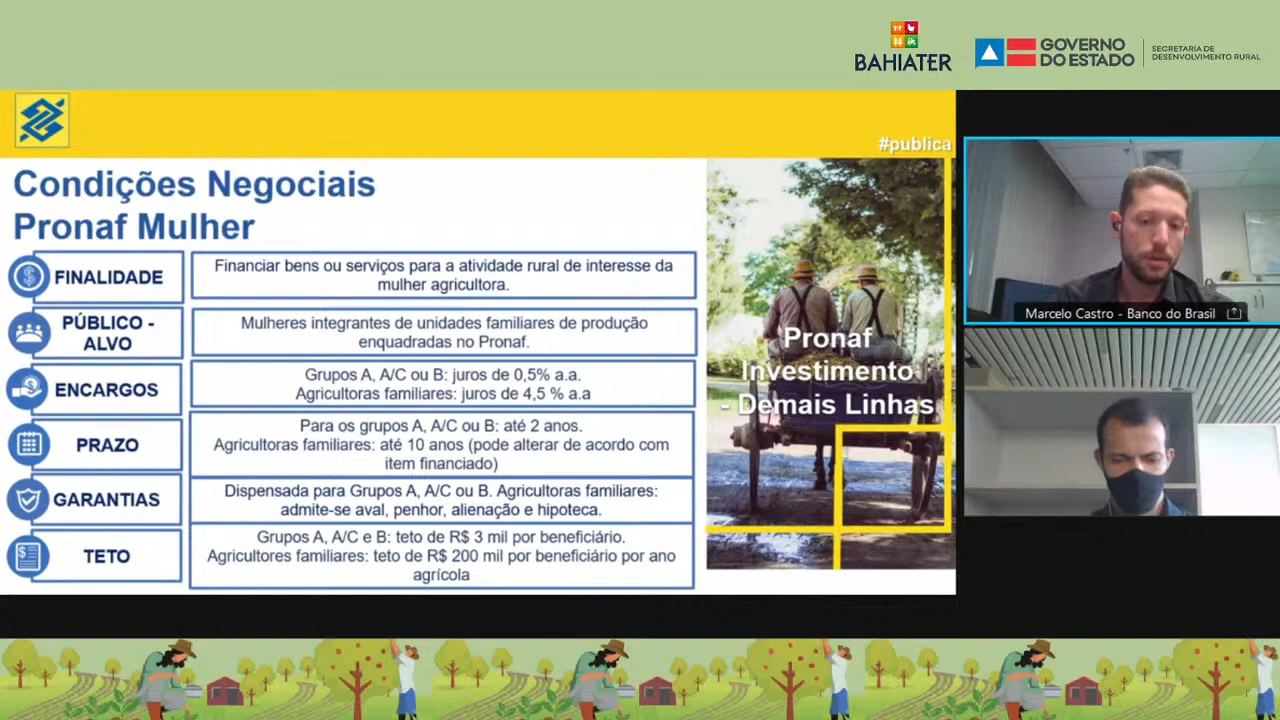 BAHIATER
GOVERNO
DO ESTADO
SECRETARIA DE
DESENVOLVIMENTO RURAL
#publica
Condições Negociais
Pronaf Mulher
FINALIDADE
Financiar bens ou serviços para a atividade rural de interesse da
mulher agricultora.
PÚBLICO -
ALVO
Mulheres integrantes de unidades familiares de produção
enquadradas no Pronaf.
ENCARGOS
Grupos A, A/C ou B: juros de 0,5% a.a.
Agricultoras familiares: juros de 4,5 % a.a
PRAZO
Para os grupos A, A/C ou B: até 2 anos.
Agricultoras familiares: até 10 anos (pode alterar de acordo com
item financiado)
GARANTIAS
Dispensada para Grupos A, A/C ou B. Agricultoras familiares:
admite-se aval, penhor, alienação e hipoteca.
TETO
Grupos A, A/C e B: teto de R$ 3 mil por beneficiário.
Agricultores familiares: teto de R$ 200 mil por beneficiário por ano
agrícola
Pronaf
Investimento
- Demais Linhas
Marcelo Castro - Banco do Brasil